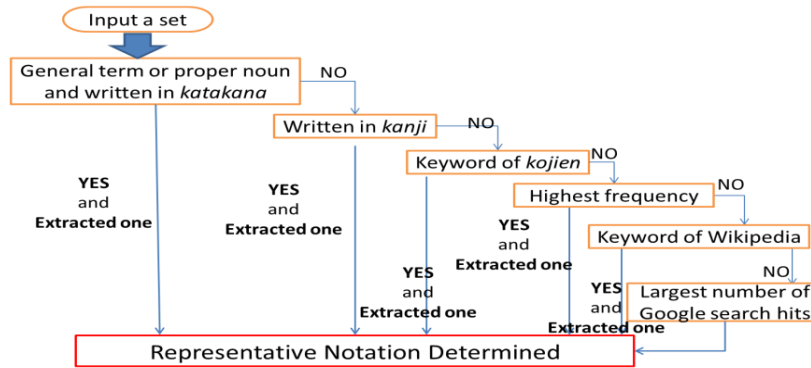 Input a set
General term or proper noun
and written in katakana
NO
Written in kanji
NO
Keyword of kojien
NO
Highest frequency
NO
Keyword of Wikipedia
NO
Largest number of
Google search hits
YES
and
Extracted one
YES
and
Extracted one
YES
and
Extracted one
YES
and
Extracted one
YES
and
Extracted one
Representative Notation Determined